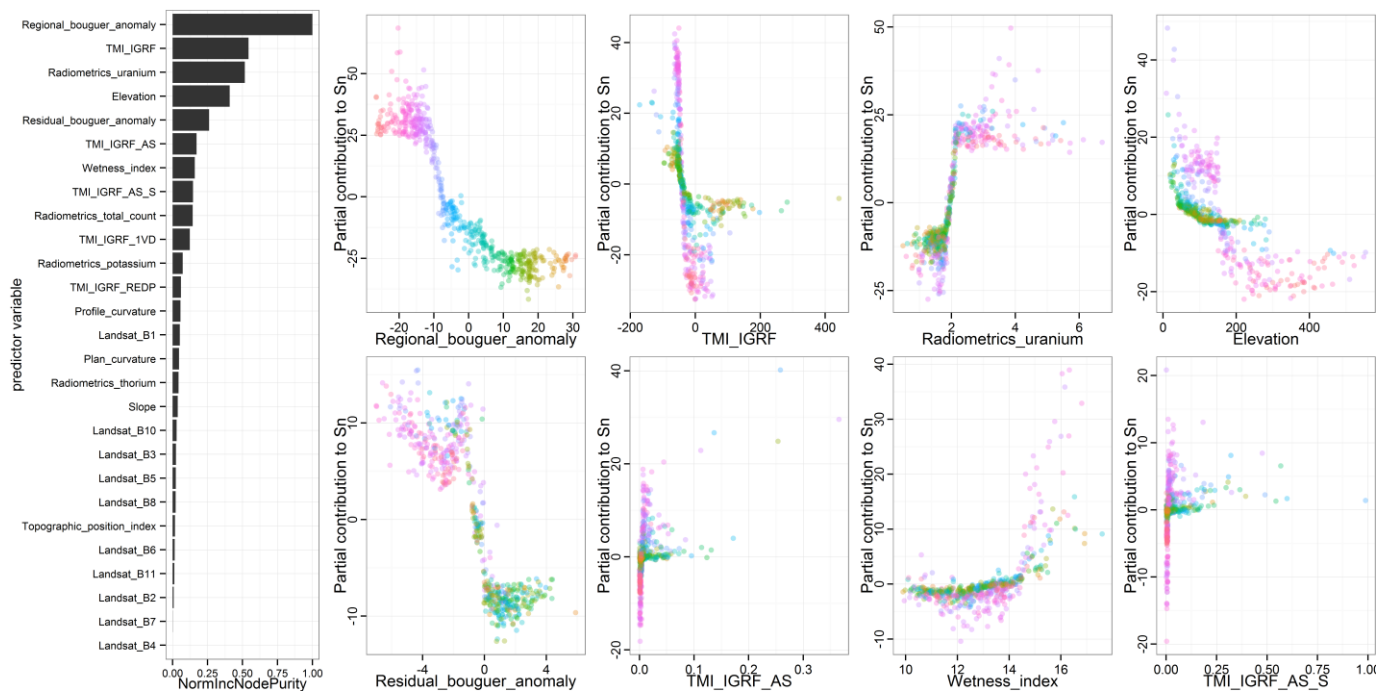 predictor variable
Regional_bouguer_anomaly
TMI_IGRF
Radiometrics_uranium
Elevation
Residual_bouguer_anomaly
TMI_IGRF_AS
Wetness_index
TMI_IGRF_AS_S
Radiometrics_total_count
TMI_IGRF_1VD
Radiometrics_potassium
TMI_IGRF_REDP
Profile_curvature
Landsat_B1
Plan_curvature
Radiometrics_thorium
Slope
Landsat_B10
Landsat_B3
Landsat_B5
Landsat_B8
Topographic_position_index
Landsat_B6
Landsat_B11
Landsat_B2
Landsat_B7
Landsat_B4
0.00 0.25 0.50 0.75 1.00
NormIncNodePurity
Partial contribution to Sn
50
25
0
-25
-20 -10 0 10 20 30
Regional_bouguer_anomaly
Partial contribution to Sn
40
20
0
-20
-200 0 200 400
TMI_IGRF
Partial contribution to Sn
50
25
0
-25
2 4 6
Radiometrics_uranium
Partial contribution to Sn
40
20
0
-20
0 200 400
Elevation
Partial contribution to Sn
10
0
-10
-4 0 4
Residual_bouguer_anomaly
Partial contribution to Sn
40
20
0
-20
0.0 0.1 0.2 0.3
TMI_IGRF_AS
Partial contribution to Sn
40
30
20
10
0
-10
10 12 14 16
Wetness_index
Partial contribution to Sn
20
10
0
-10
-20
0.00 0.25 0.50 0.75 1.00
TMI_IGRF_AS_S